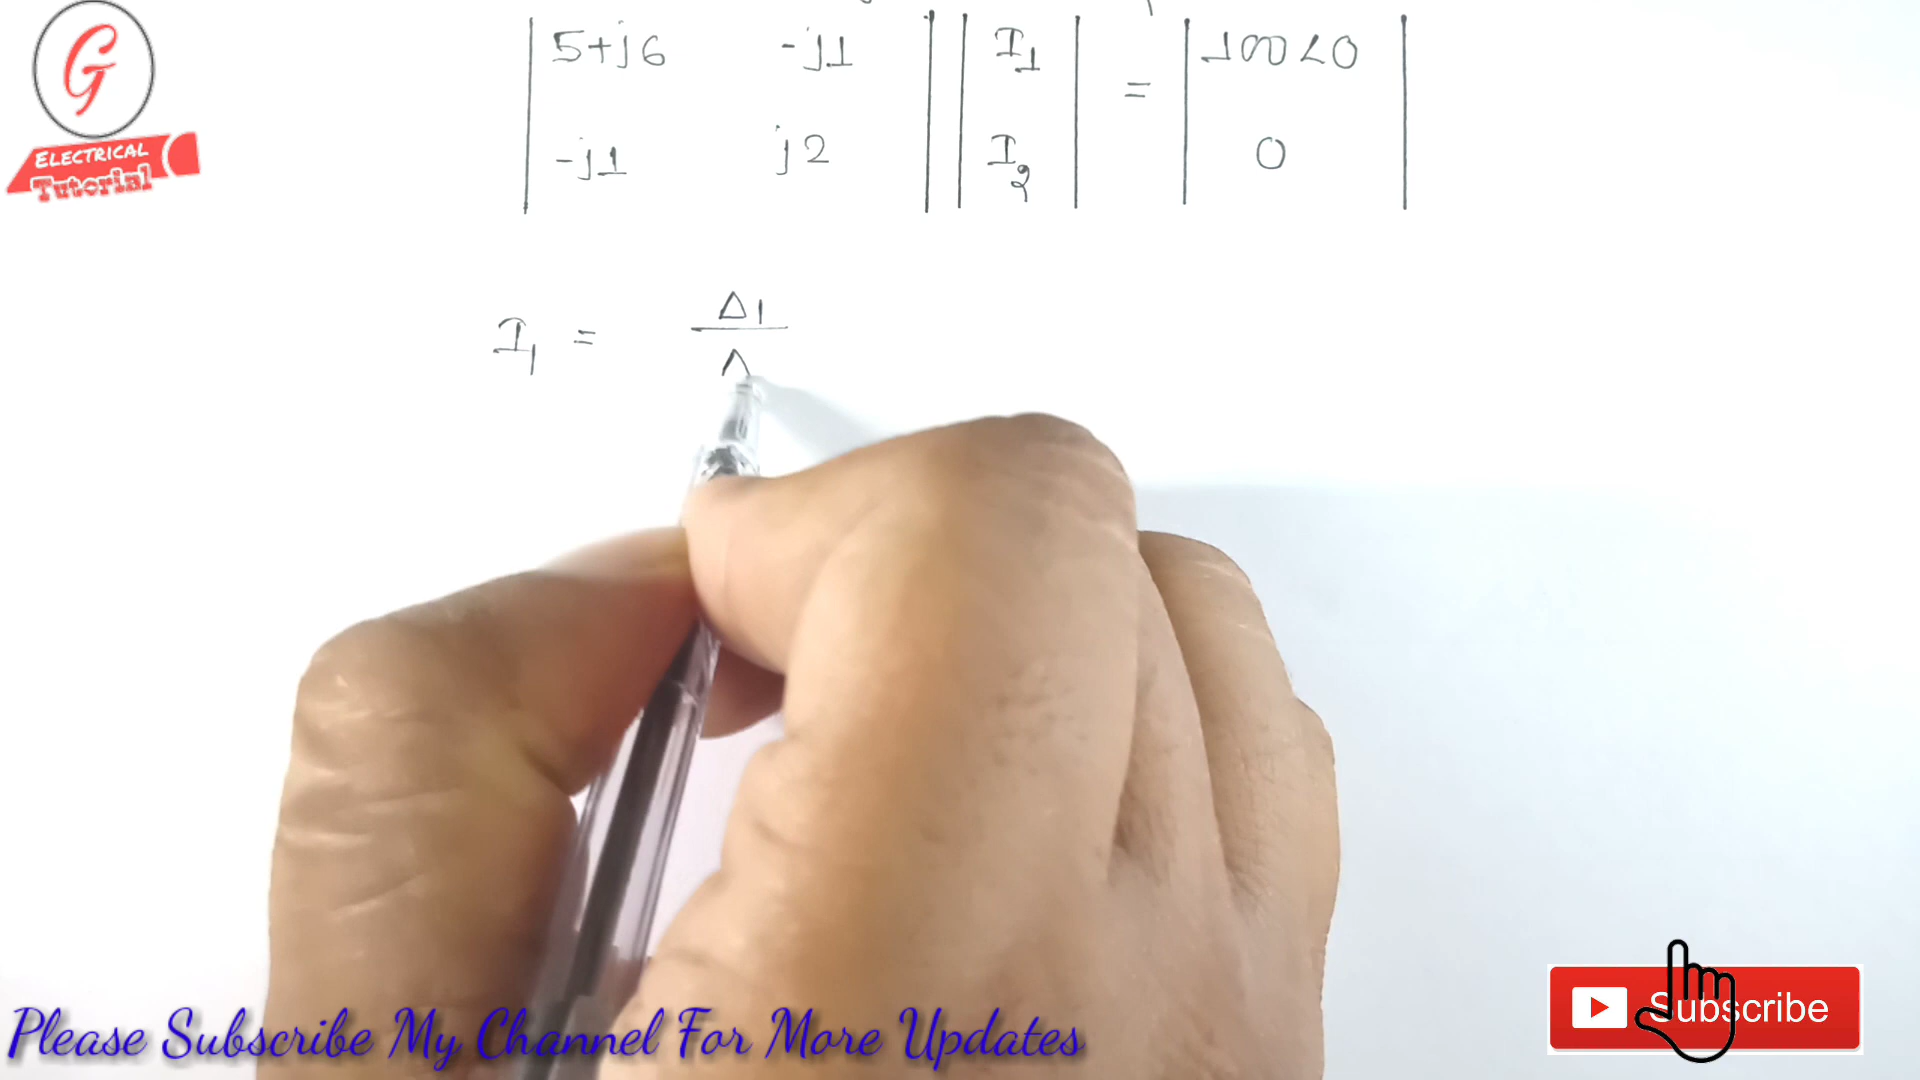 G
ELECTRICAL
Tutorial
5+j6 -j1 I1 = 100∠0
-j1 j2 I2 0
I1 = Δ1
Δ
Please Subscribe My Channel For More Updates
Subscribe